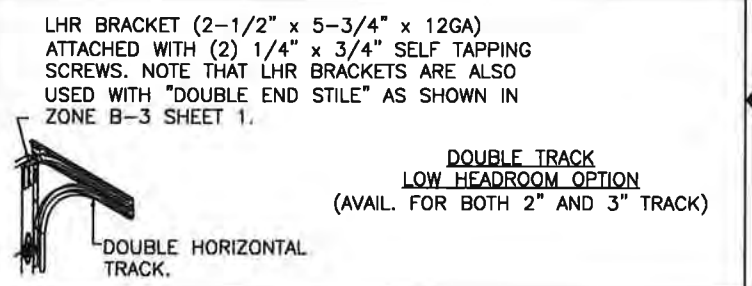 LHR BRACKET (2-1/2" x 5-3/4" x 12GA)
ATTACHED WITH (2) 1/4" x 3/4" SELF TAPPING
SCREWS. NOTE THAT LHR BRACKETS ARE ALSO
USED WITH "DOUBLE END STILE" AS SHOWN IN
ZONE B-3 SHEET 1.
DOUBLE TRACK
LOW HEADROOM OPTION
(AVAIL. FOR BOTH 2" AND 3" TRACK)
DOUBLE HORIZONTAL
TRACK.